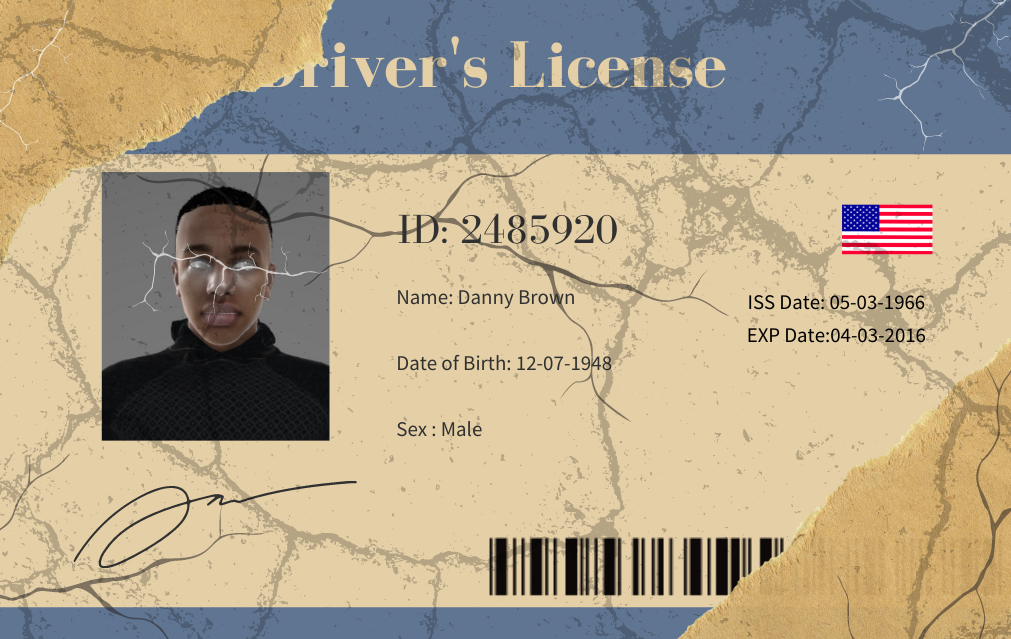 Driver's License
ID: 2485920
Name: Danny Brown
Date of Birth: 12-07-1948
Sex : Male
ISS Date: 05-03-1966
EXP Date:04-03-2016